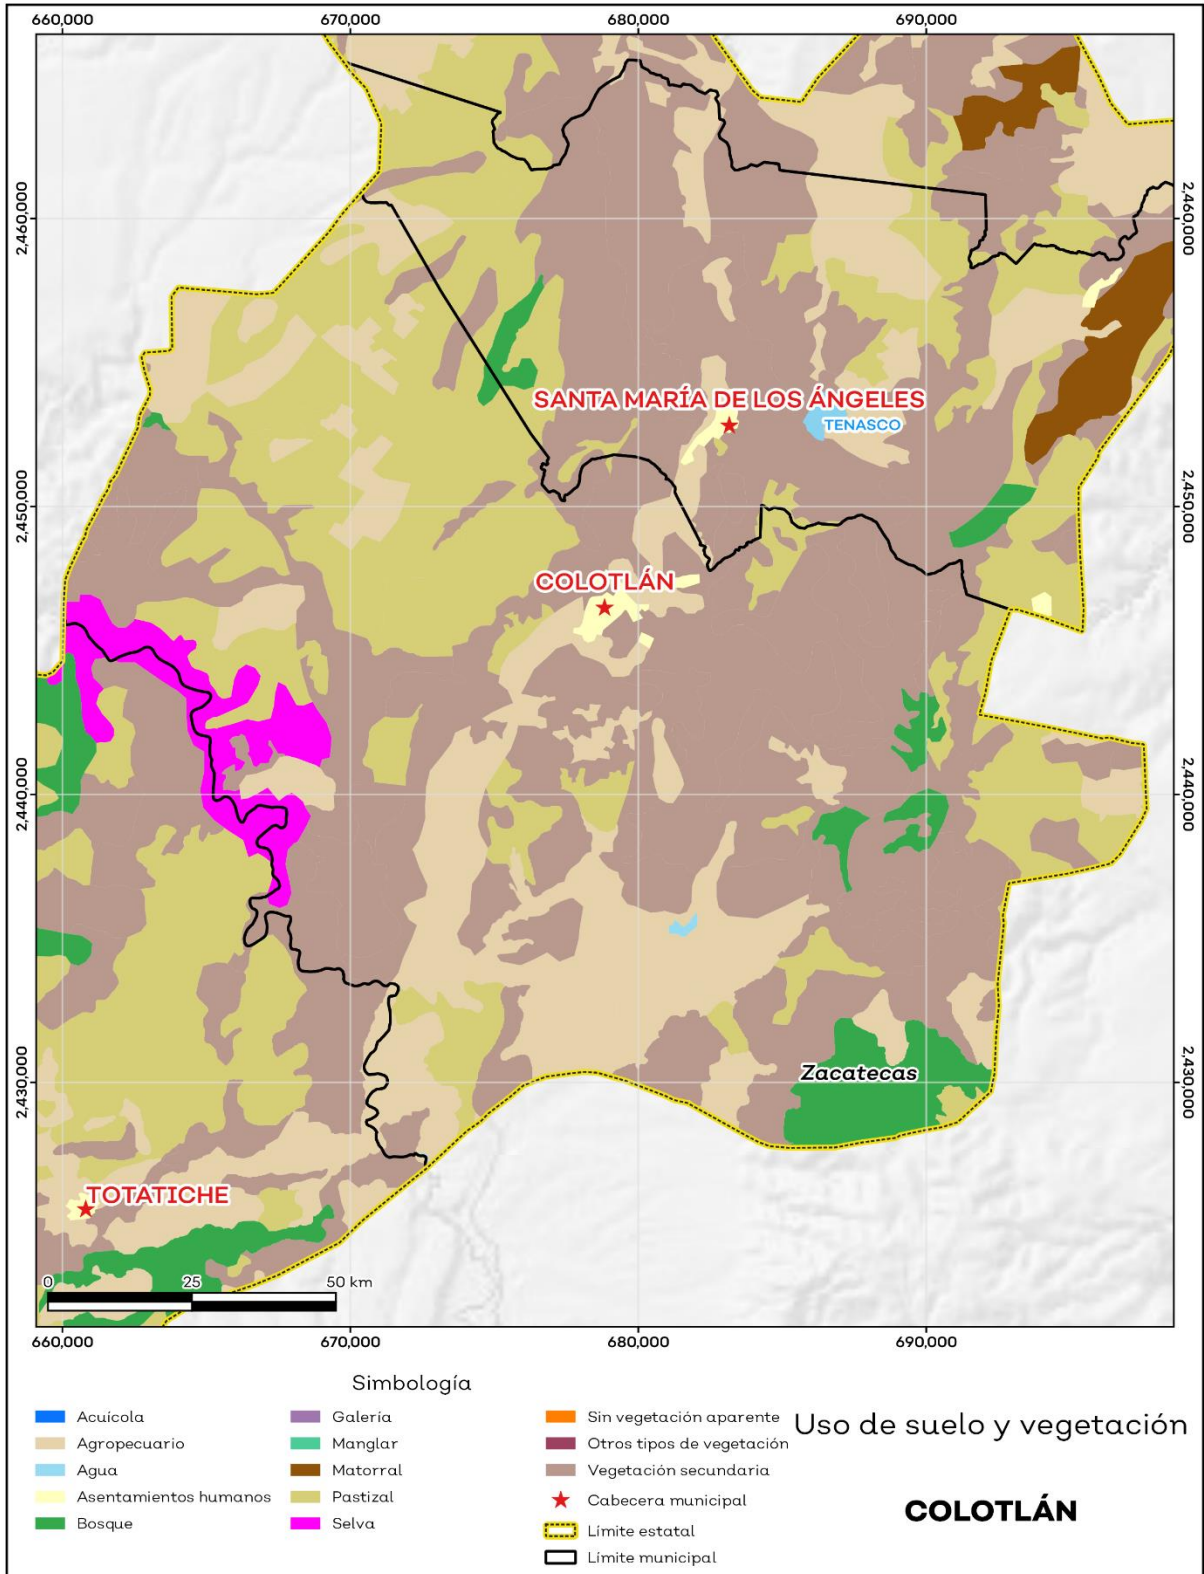 660,000 670,000 680,000 690,000
2,460,000 2,460,000
SANTA MARÍA DE LOS ÁNGELES
TENASCO
2,450,000 2,450,000
COLOTLÁN
2,440,000 2,440,000
2,430,000 2,430,000
Zacatecas
TOTATICHE
0 25 50 km
660,000 670,000 680,000 690,000
Simbología
Acuícola
Agropecuario
Agua
Asentamientos humanos
Bosque
Galería
Manglar
Matorral
Pastizal
Selva
Sin vegetación aparente
Otros tipos de vegetación
Vegetación secundaria
Cabecera municipal
Límite estatal
Límite municipal
Uso de suelo y vegetación
COLOTLÁN